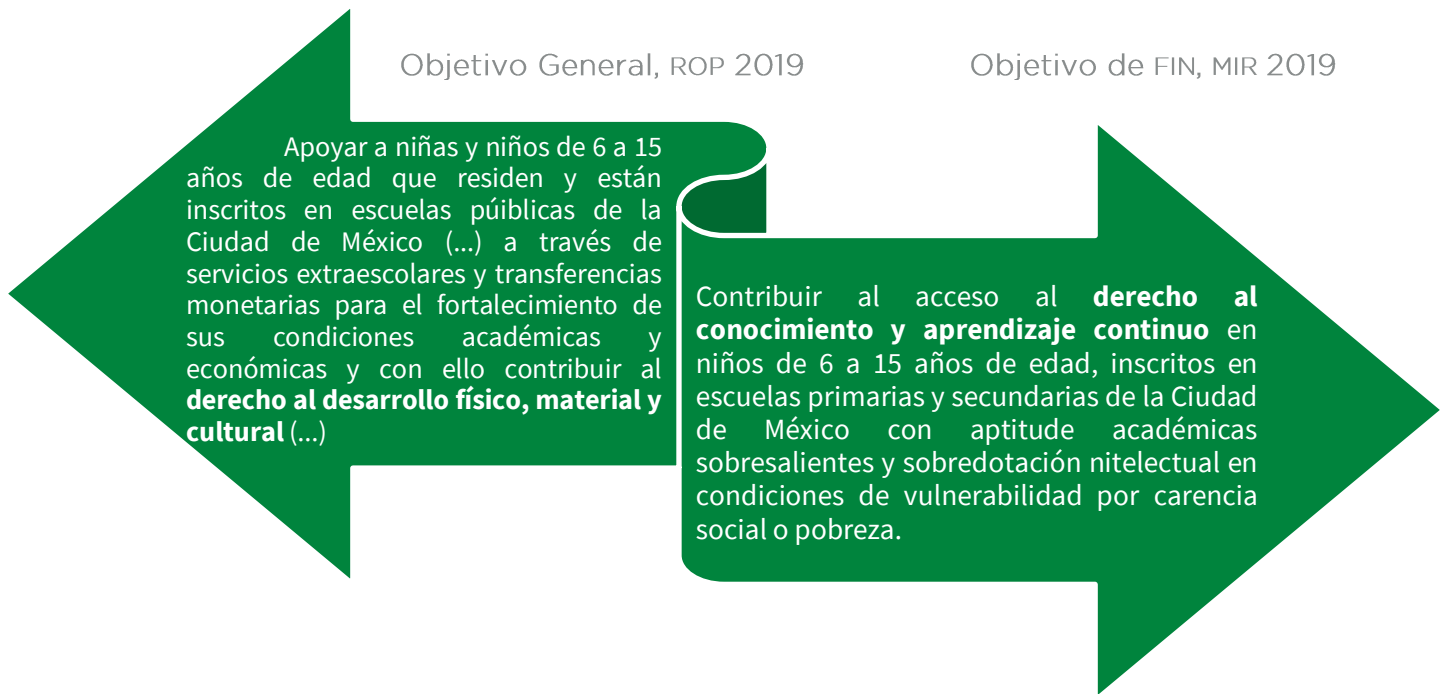 Objetivo General, ROP 2019
Objetivo de FIN, MIR 2019
Apoyar a niñas y niños de 6 a 15
años de edad que residen y están
inscritos en escuelas púiblicas de la
Ciudad de México (...) a través de
servicios extraescolares y transferencias
monetarias para el fortalecimiento de
sus condiciones académicas y
económicas y con ello contribuir al
derecho al desarrollo físico, material y
cultural (...)
Contribuir al acceso al derecho al
conocimiento y aprendizaje continuo en
niños de 6 a 15 años de edad, inscritos en
escuelas primarias y secundarias de la Ciudad
de México con aptitude académicas
sobresalientes y sobredotación nitelectual en
condiciones de vulnerabilidad por carencia
social o pobreza.